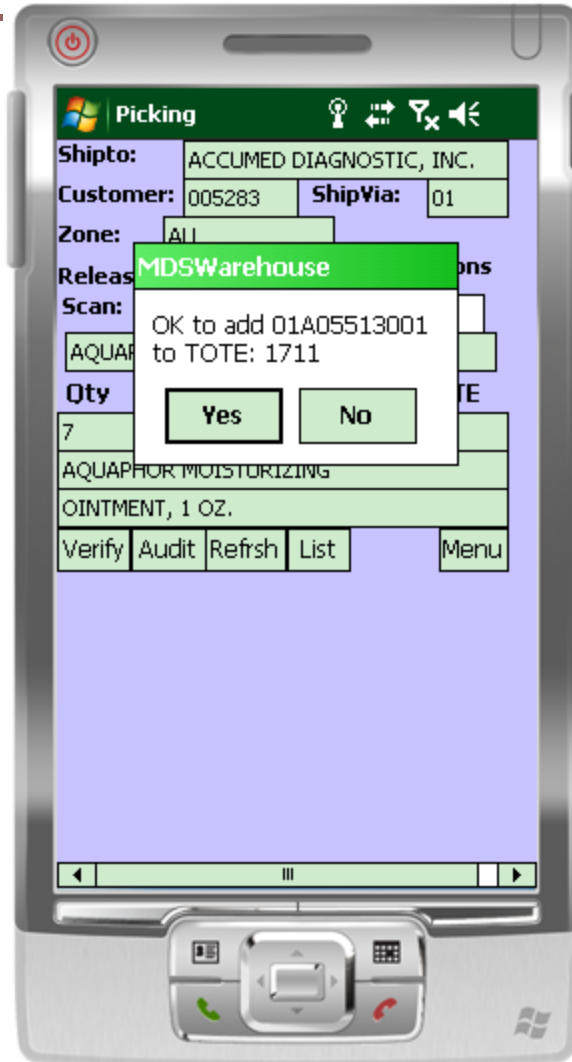 Picking
Shipto: ACCUMED DIAGNOSTIC, INC.
Customer: 005283 ShipVia: 01
Zone:
MDSWarehouse
Scan:
OK to add 01A05513001
to TOTE: 1711
Yes No
Qty
7
AQUAPHOR MOISTURIZING
OINTMENT, 1 OZ.
Verify Audit Refrsh List Menu